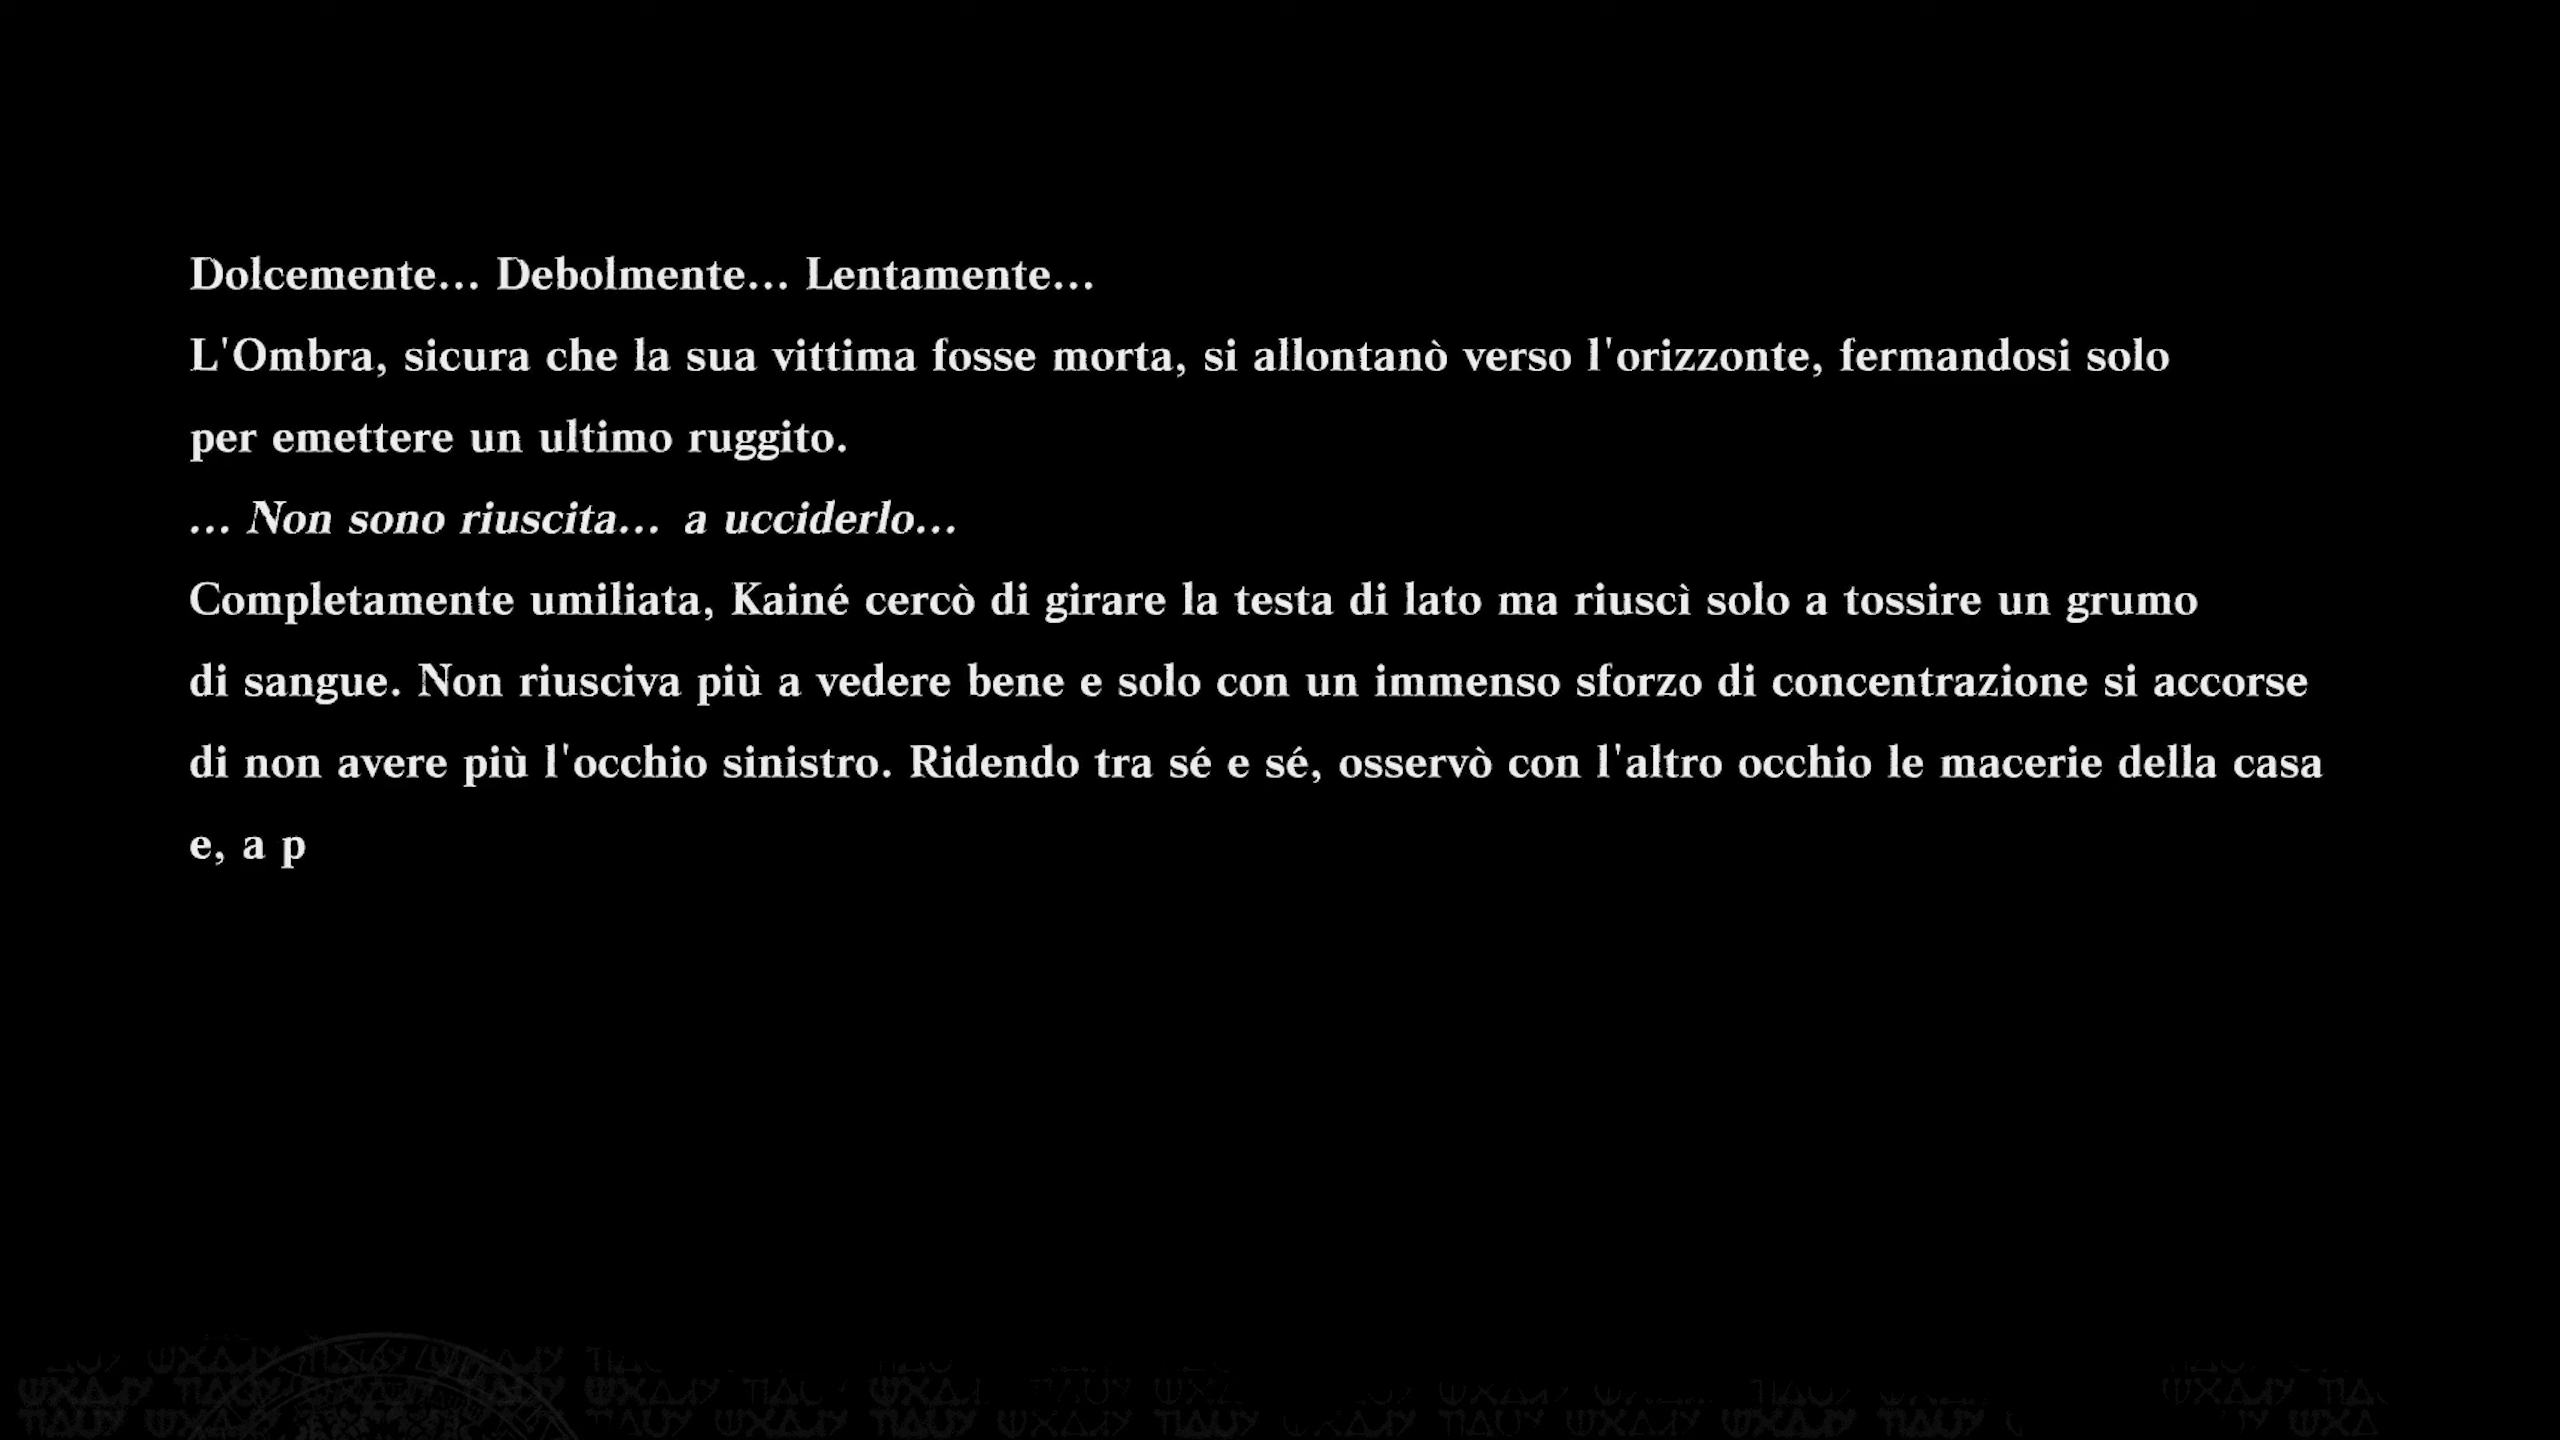 Dolcemente... Debolmente... Lentamente...
L'Ombra, sicura che la sua vittima fosse morta, si allontanò verso l'orizzonte, fermandosi solo
per emettere un ultimo ruggito.
... Non sono riuscita... a ucciderlo...
Completamente umiliata, Kainé cercò di girare la testa di lato ma riuscì solo a tossire un grumo
di sangue. Non riusciva più a vedere bene e solo con un immenso sforzo di concentrazione si accorse
di non avere più l'occhio sinistro. Ridendo tra sé e sé, osservò con l'altro occhio le macerie della casa
e, a p